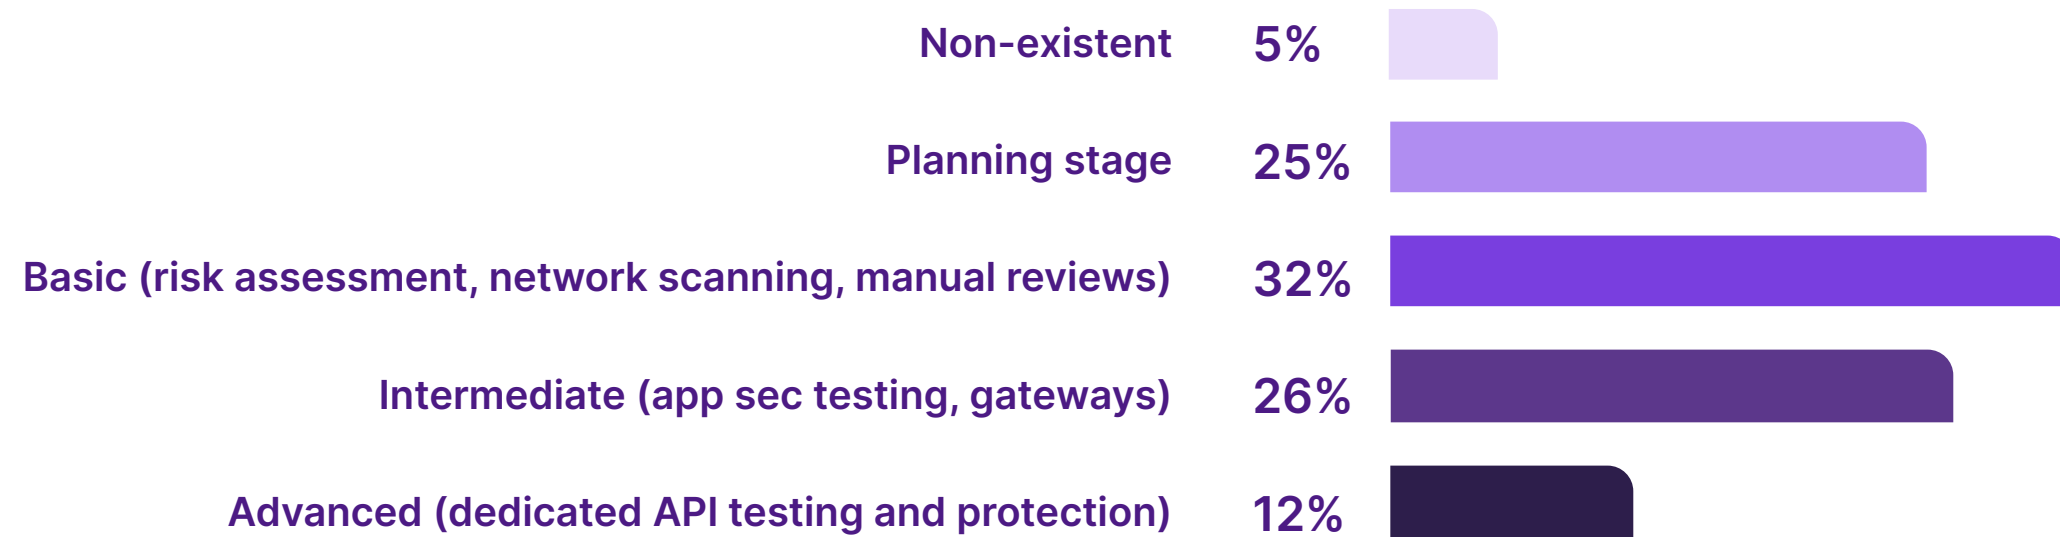 Non-existent 5%
Planning stage 25%
Basic (risk assessment, network scanning, manual reviews) 32%
Intermediate (app sec testing, gateways) 26%
Advanced (dedicated API testing and protection) 12%